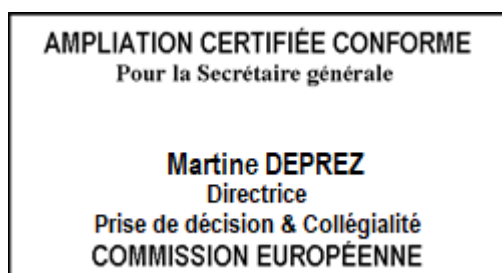 AMPLIATION CERTIFIÉE CONFORME
Pour la Secrétaire générale
Martine DEPREZ
Directrice
Prise de décision & Collégialité
COMMISSION EUROPÉENNE